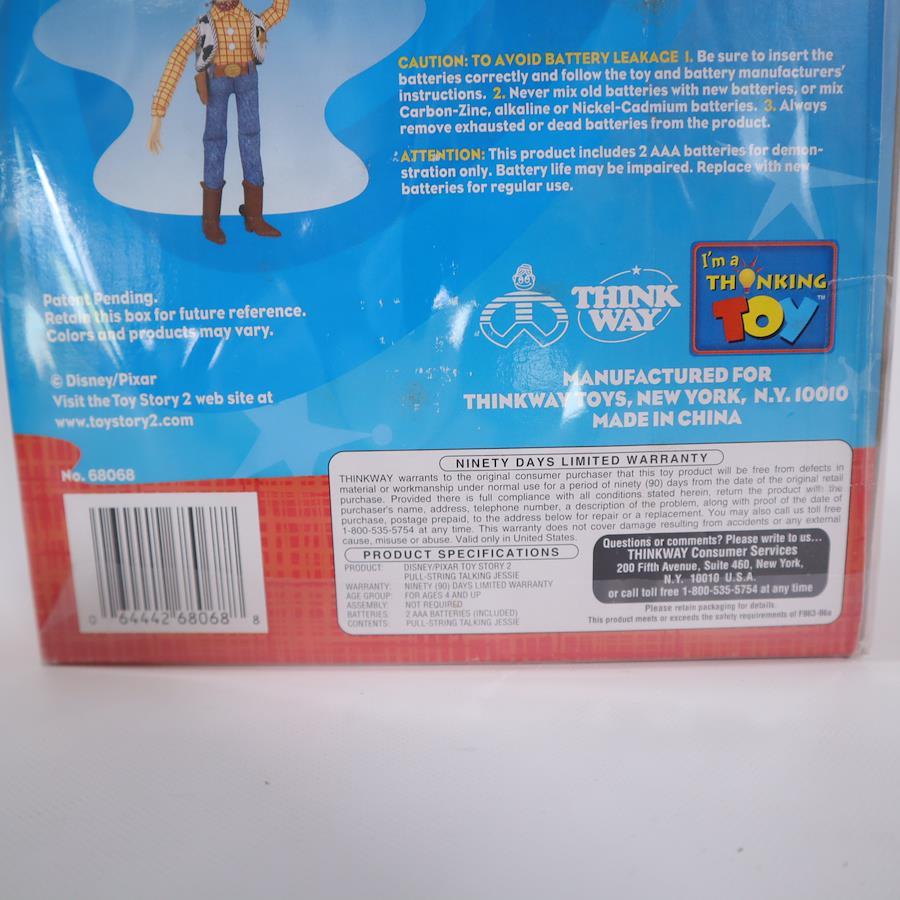 CAUTION: TO AVOID BATTERY LEAKAGE 1. Be sure to insert the
batteries correctly and follow the toy and battery manufacturers'
instructions. 2. Never mix old batteries with new batteries, or mix
Carbon-Zinc, alkaline or Nickel-Cadmium batteries. 3. Always
remove exhausted or dead batteries from the product.
ATTENTION: This product includes 2 AAA batteries for demon-
stration only. Battery life may be impaired. Replace with new
batteries for regular use.
Patent Pending.
Retain this box for future reference.
Colors and products may vary.
© Disney/Pixar
Visit the Toy Story 2 web site at
www.toystory2.com
THINK
WAY
I'm a
THINKING
TOY™
MANUFACTURED FOR
THINKWAY TOYS, NEW YORK, N.Y. 10010
MADE IN CHINA
No. 68068
0 64442 68068 8
NINETY DAYS LIMITED WARRANTY
THINKWAY warrants to the original consumer purchaser that this toy product will be free from defects in
material or workmanship under normal use for a period of ninety (90) days from the date of the original retail
purchase. Provided there is full compliance with all conditions stated herein, return the product with the
purchaser's name, address, telephone number, a description of the problem, along with proof of the date of
purchase, postage prepaid, to the address below for repair or a replacement. You may also call us toll free
1-800-535-5754 at any time. This warranty does not cover damage resulting from accidents or any external
cause, misuse or abuse. Valid only in United States.
PRODUCT SPECIFICATIONS
PRODUCT: DISNEY/PIXAR TOY STORY 2
PULL-STRING TALKING JESSIE
WARRANTY: NINETY (90) DAYS LIMITED WARRANTY
AGE GROUP: FOR AGES 4 AND UP
ASSEMBLY: NOT REQUIRED
BATTERIES: 2 AAA BATTERIES (INCLUDED)
CONTENTS: PULL-STRING TALKING JESSIE
Questions or comments? Please write to us...
THINKWAY Consumer Services
200 Fifth Avenue, Suite 460, New York,
N.Y. 10010 U.S.A.
or call toll free 1-800-535-5754 at any time
Please retain packaging for details.
This product meets or exceeds the safety requirements of F963-96a